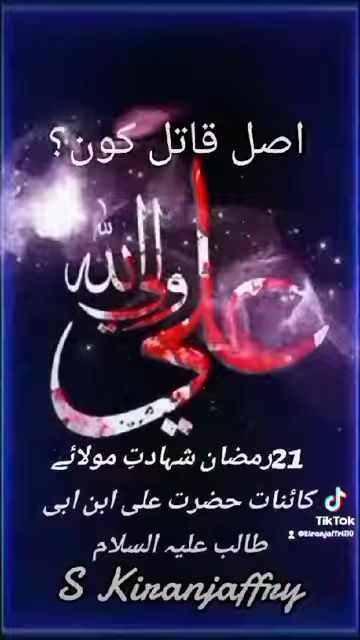 اصل قاتل کون؟
علی ولی اللہ
21رمضان شہادتِ مولائے
کائنات حضرت علی ابن ابی
طالب علیہ السلام
TikTok
S Kiranjaffry